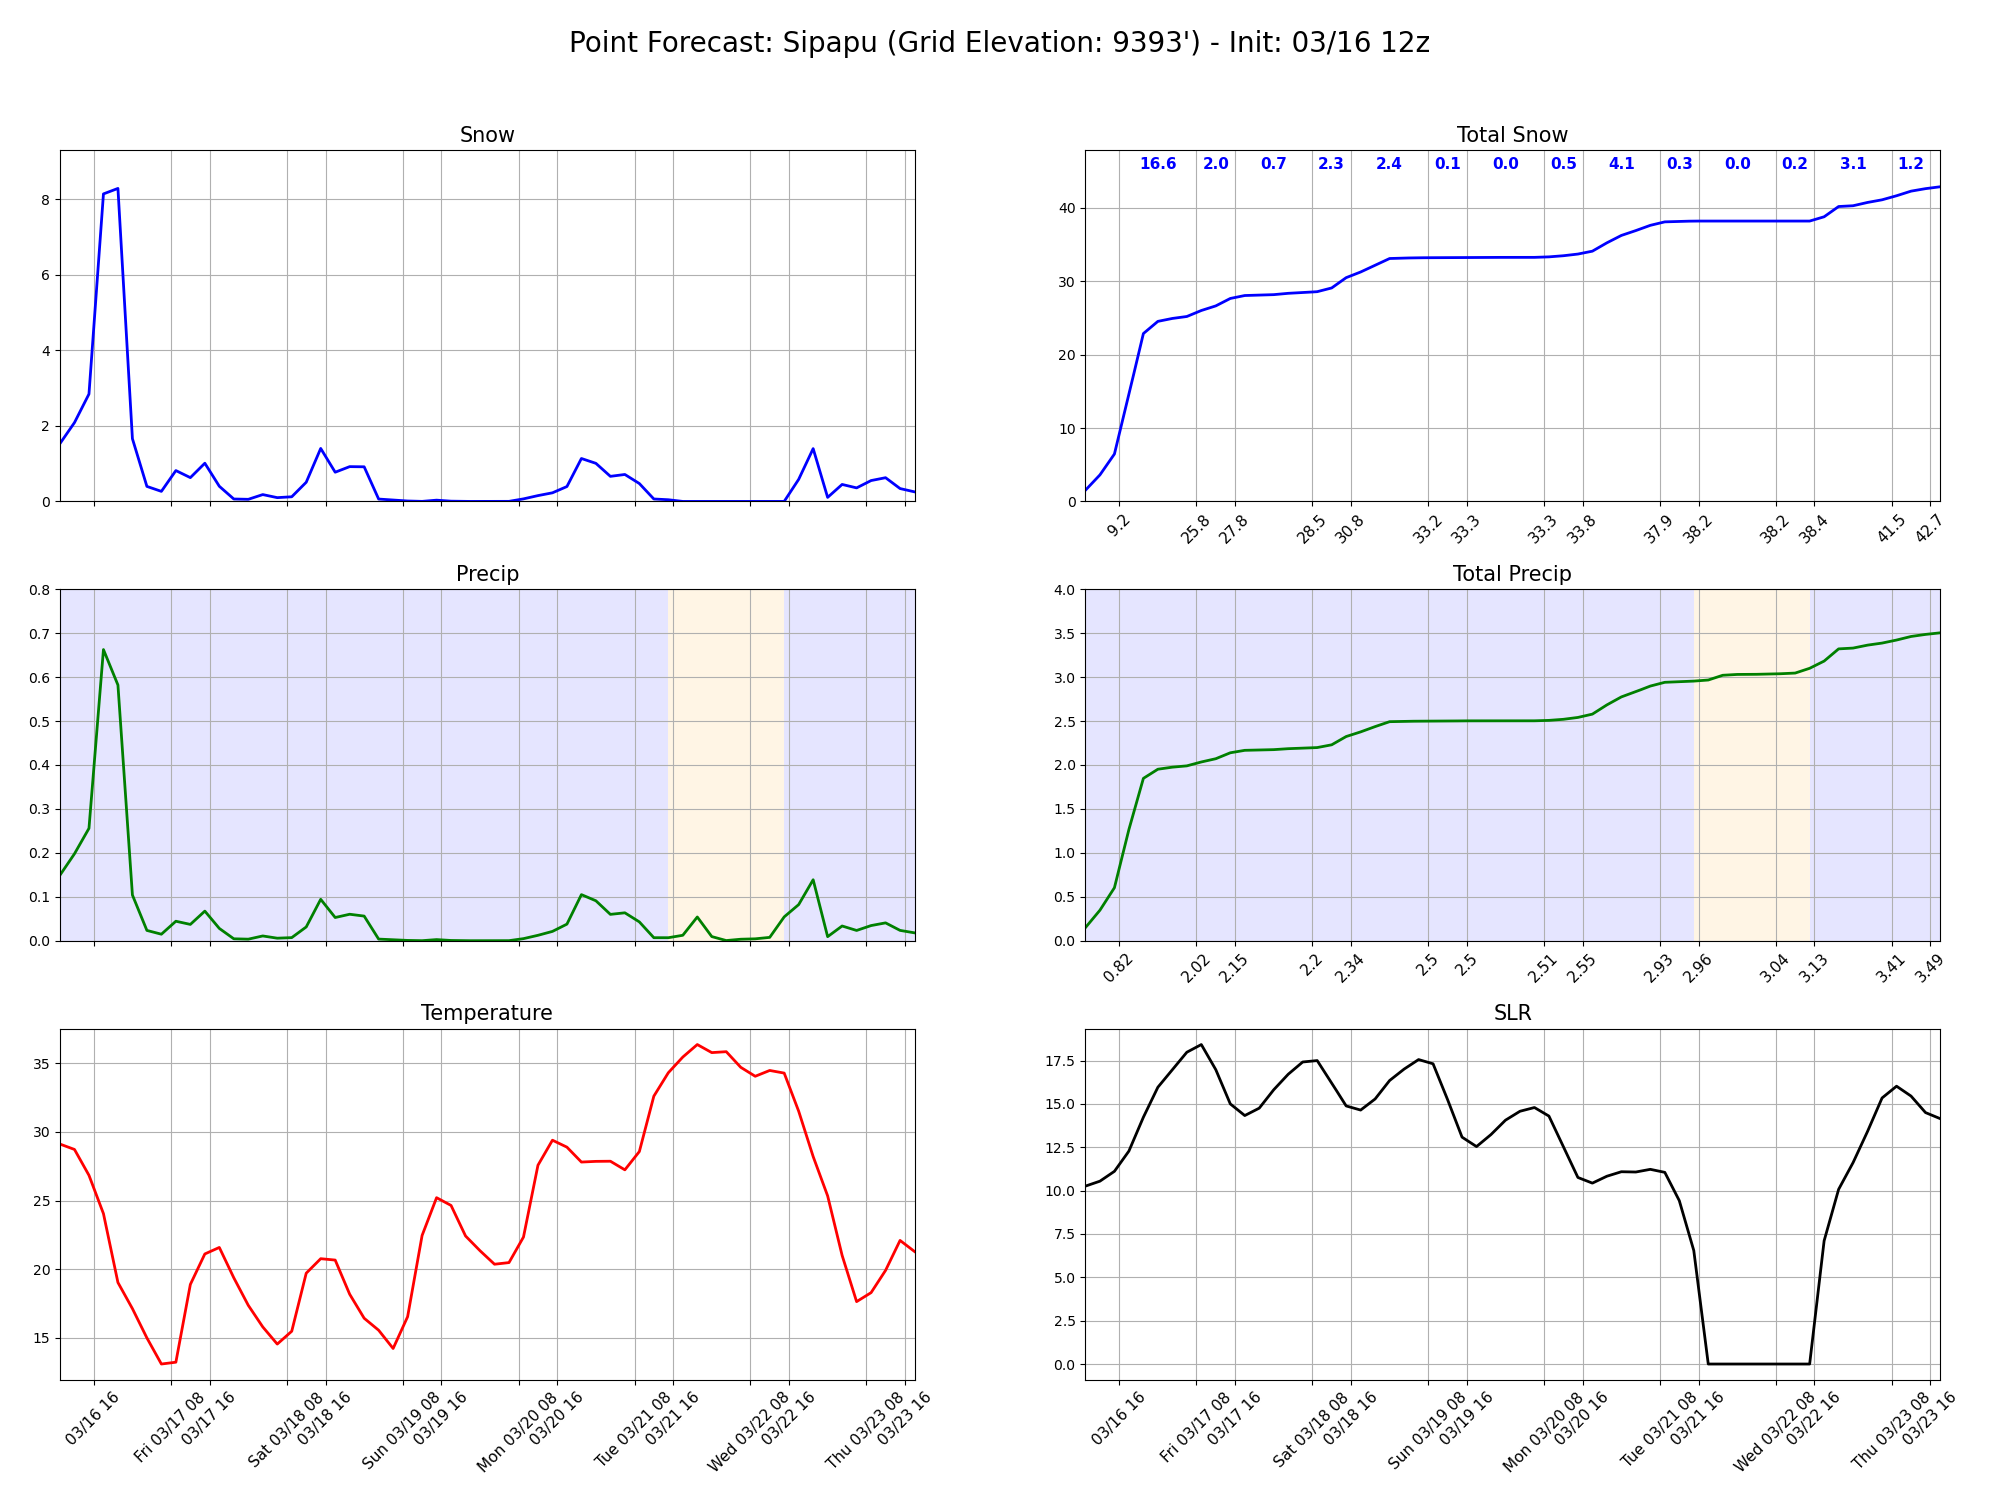 Point Forecast: Sipapu (Grid Elevation: 9393') - Init: 03/16 12z
Snow
8
6
4
2
0
Total Snow
16.6 2.0 0.7 2.3 2.4 0.1 0.0 0.5 4.1 0.3 0.0 0.2 3.1 1.2
40
30
20
10
0
9.2 25.8 27.8 28.5 30.8 33.2 33.3 33.3 33.8 37.9 38.2 38.2 38.4 41.5 42.7
Precip
0.8
0.7
0.6
0.5
0.4
0.3
0.2
0.1
0.0
Total Precip
4.0
3.5
3.0
2.5
2.0
1.5
1.0
0.5
0.0
0.82 2.02 2.15 2.2 2.34 2.5 2.5 2.51 2.55 2.93 2.96 3.04 3.13 3.41 3.49
Temperature
35
30
25
20
15
03/16 16
Fri 03/17 08
03/17 16
Sat 03/18 08
03/18 16
Sun 03/19 08
03/19 16
Mon 03/20 08
03/20 16
Tue 03/21 08
03/21 16
Wed 03/22 08
03/22 16
Thu 03/23 08
03/23 16
SLR
17.5
15.0
12.5
10.0
7.5
5.0
2.5
0.0
03/16 16
Fri 03/17 08
03/17 16
Sat 03/18 08
03/18 16
Sun 03/19 08
03/19 16
Mon 03/20 08
03/20 16
Tue 03/21 08
03/21 16
Wed 03/22 08
03/22 16
Thu 03/23 08
03/23 16